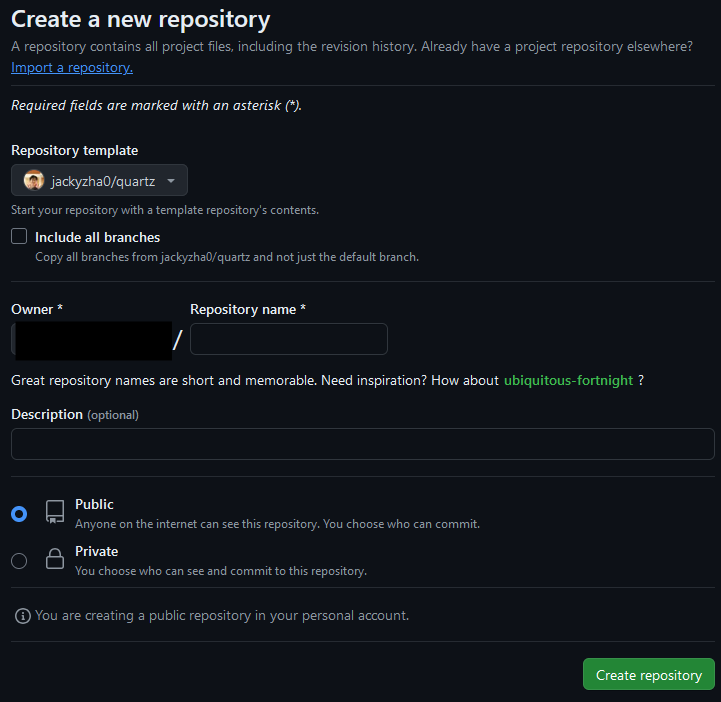 Create a new repository
A repository contains all project files, including the revision history. Already have a project repository elsewhere?
Import a repository.
Required fields are marked with an asterisk (*).
Repository template
jackyzha0/quartz
Start your repository with a template repository's contents.
Include all branches
Copy all branches from jackyzha0/quartz and not just the default branch.
Owner * Repository name *
/
Great repository names are short and memorable. Need inspiration? How about ubiquitous-fortnight ?
Description (optional)
Public
Anyone on the internet can see this repository. You choose who can commit.
Private
You choose who can see and commit to this repository.
You are creating a public repository in your personal account.
Create repository